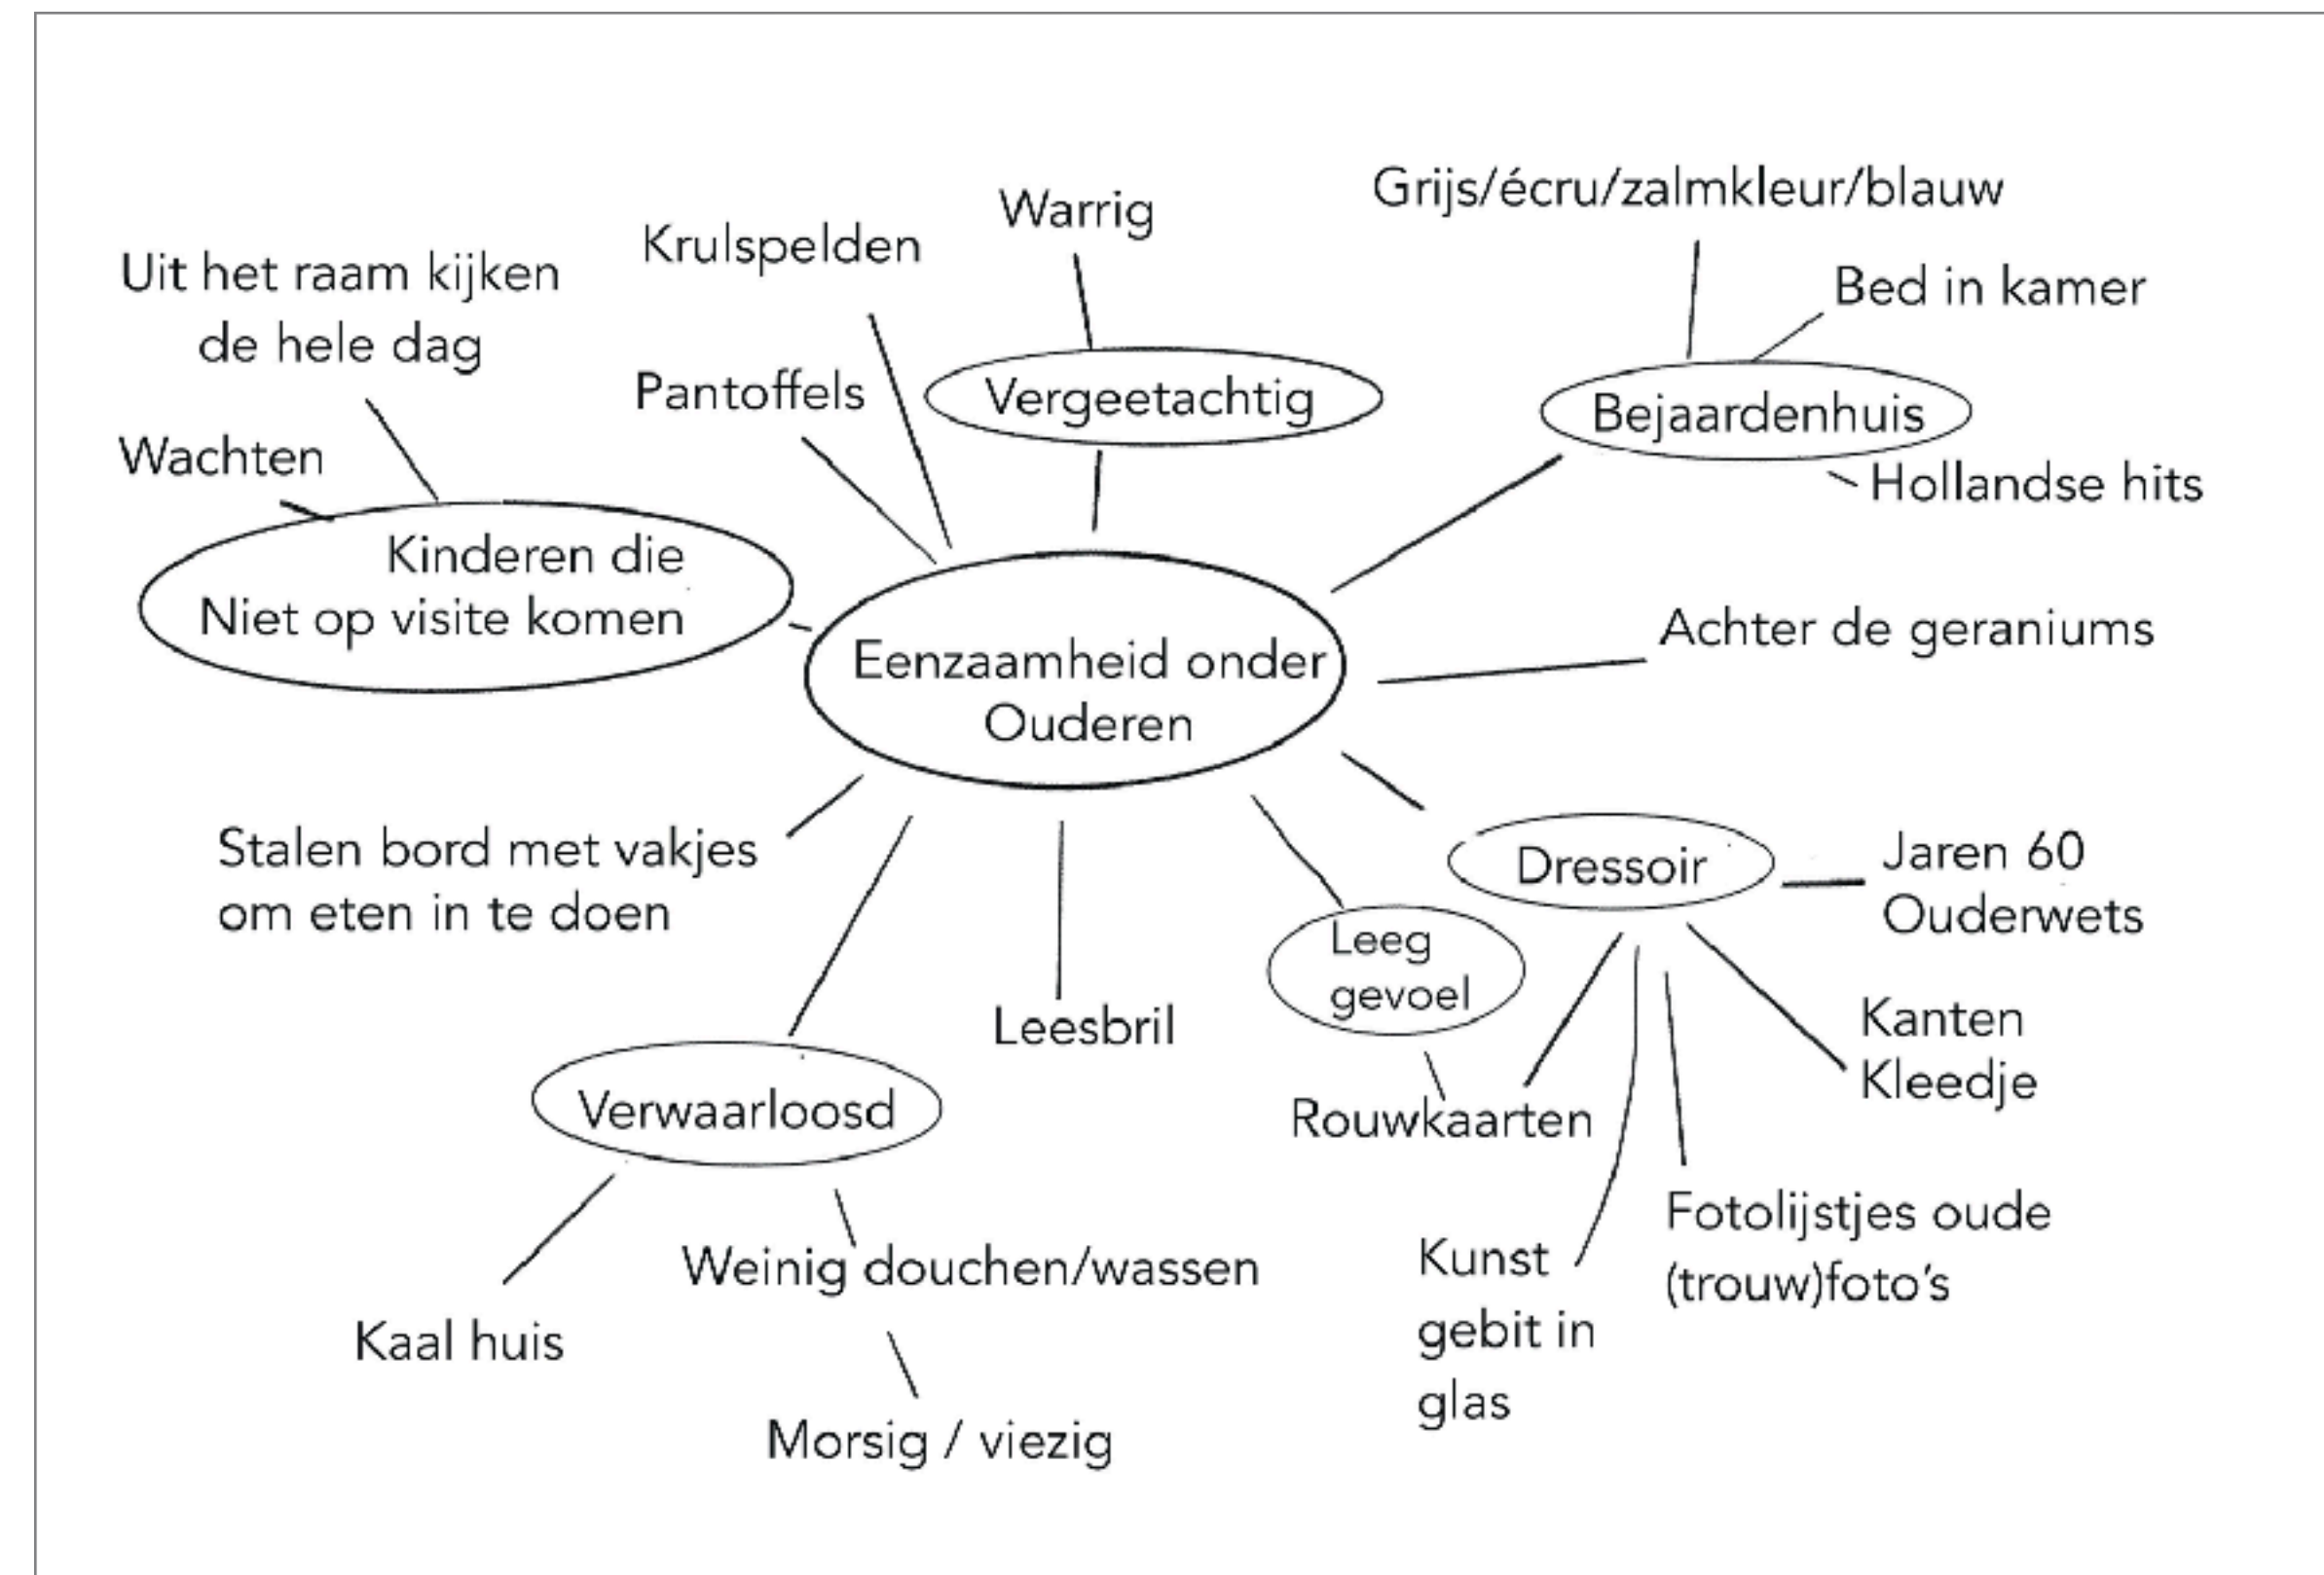 Grijs/écru/zalmkleur/blauw
Warrig
Krulspelden
Uit het raam kijken
de hele dag
Bed in kamer
Pantoffels
Vergeetachtig
Bejaardenhuis
Wachten
Hollandse hits
Kinderen die
Niet op visite komen
Achter de geraniums
Eenzaamheid onder
Ouderen
Stalen bord met vakjes
om eten in te doen
Dressoir
Jaren 60
Ouderwets
Leeg
gevoel
Leesbril
Kanten
Kleedje
Verwaarloosd
Rouwkaarten
Fotolijstjes oude
(trouw)foto's
Kunst
gebit in
glas
Weinig douchen/wassen
Kaal huis
Morsig / viezig